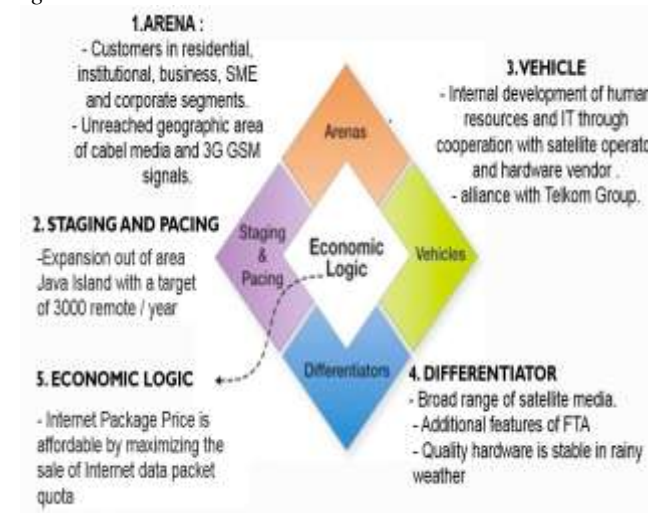 1.ARENA :
- Customers in residential,
institutional, business, SME
and corporate segments.
- Unreached geographic area
of cabel media and 3G GSM
signals.
2. STAGING AND PACING
-Expansion out of area
Java Island with a target
of 3000 remote / year
5. ECONOMIC LOGIC
- Internet Package Price is
affordable by maximizing the
sale of Internet data packet
quota
Arenas
Staging
&
Pacing
Economic
Logic
Vehicles
Differentiators
3.VEHICLE
- Internal development of human
resources and IT through
cooperation with satellite operato
and hardware vendor .
- alliance with Telkom Group.
4. DIFFERENTIATOR
- Broad range of satellite media.
- Additional features of FTA
- Quality hardware is stable in rainy
weather